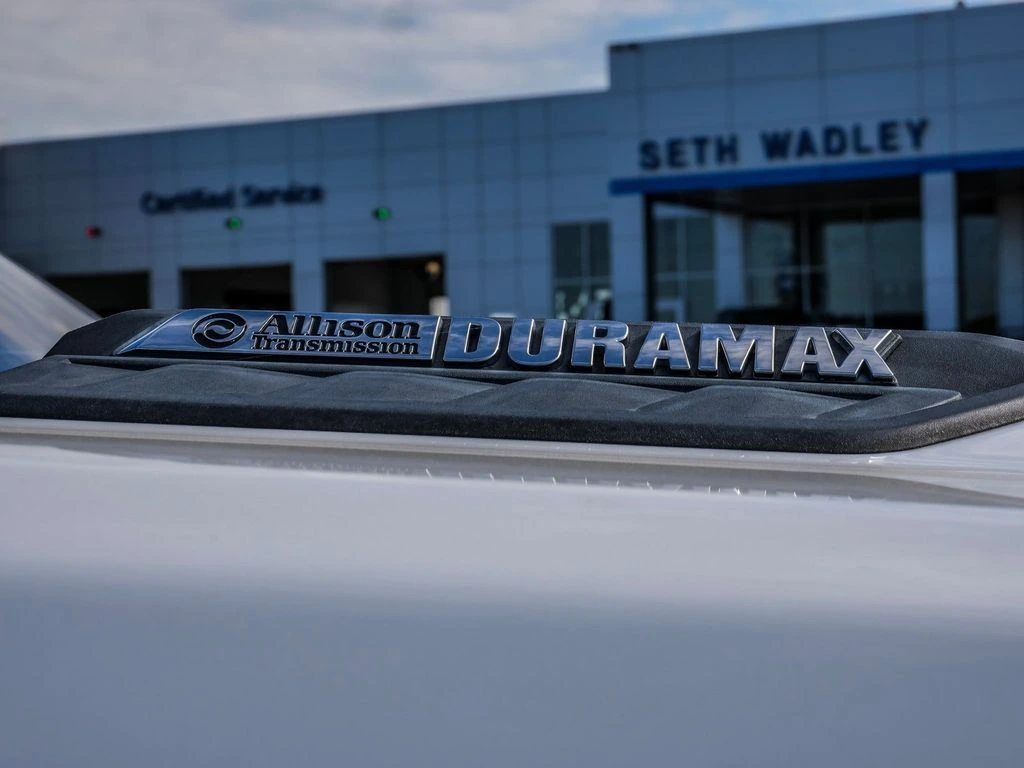 SETH WADLEY
Certified Service
Allison
Transmission
DURAMAX